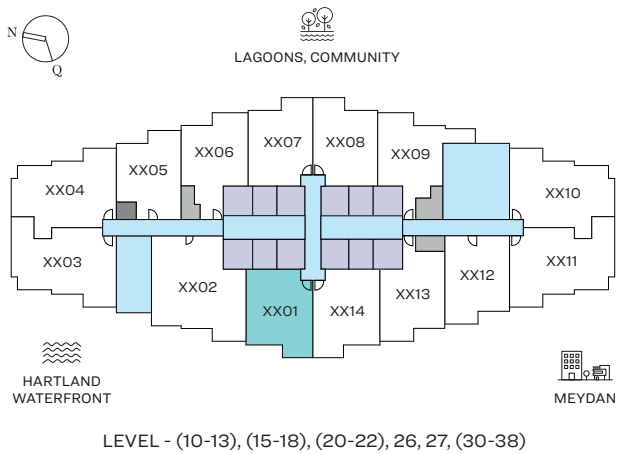 N
Q
LAGOONS, COMMUNITY
XX07
XX08
XX06
XX09
XX05
XX04
XX10
XX03
XX11
XX12
XX02
XX13
XX01
XX14
HARTLAND
WATERFRONT
MEYDAN
LEVEL - (10-13), (15-18), (20-22), 26, 27, (30-38)